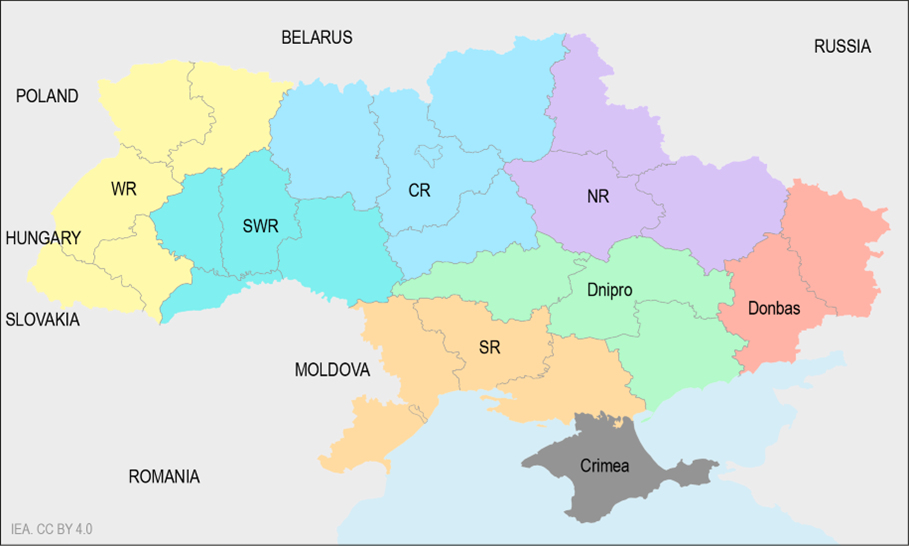 BELARUS
RUSSIA
POLAND
WR
CR
NR
SWR
HUNGARY
Dnipro
Donbas
SLOVAKIA
SR
MOLDOVA
Crimea
ROMANIA
IEA. CC BY 4.0